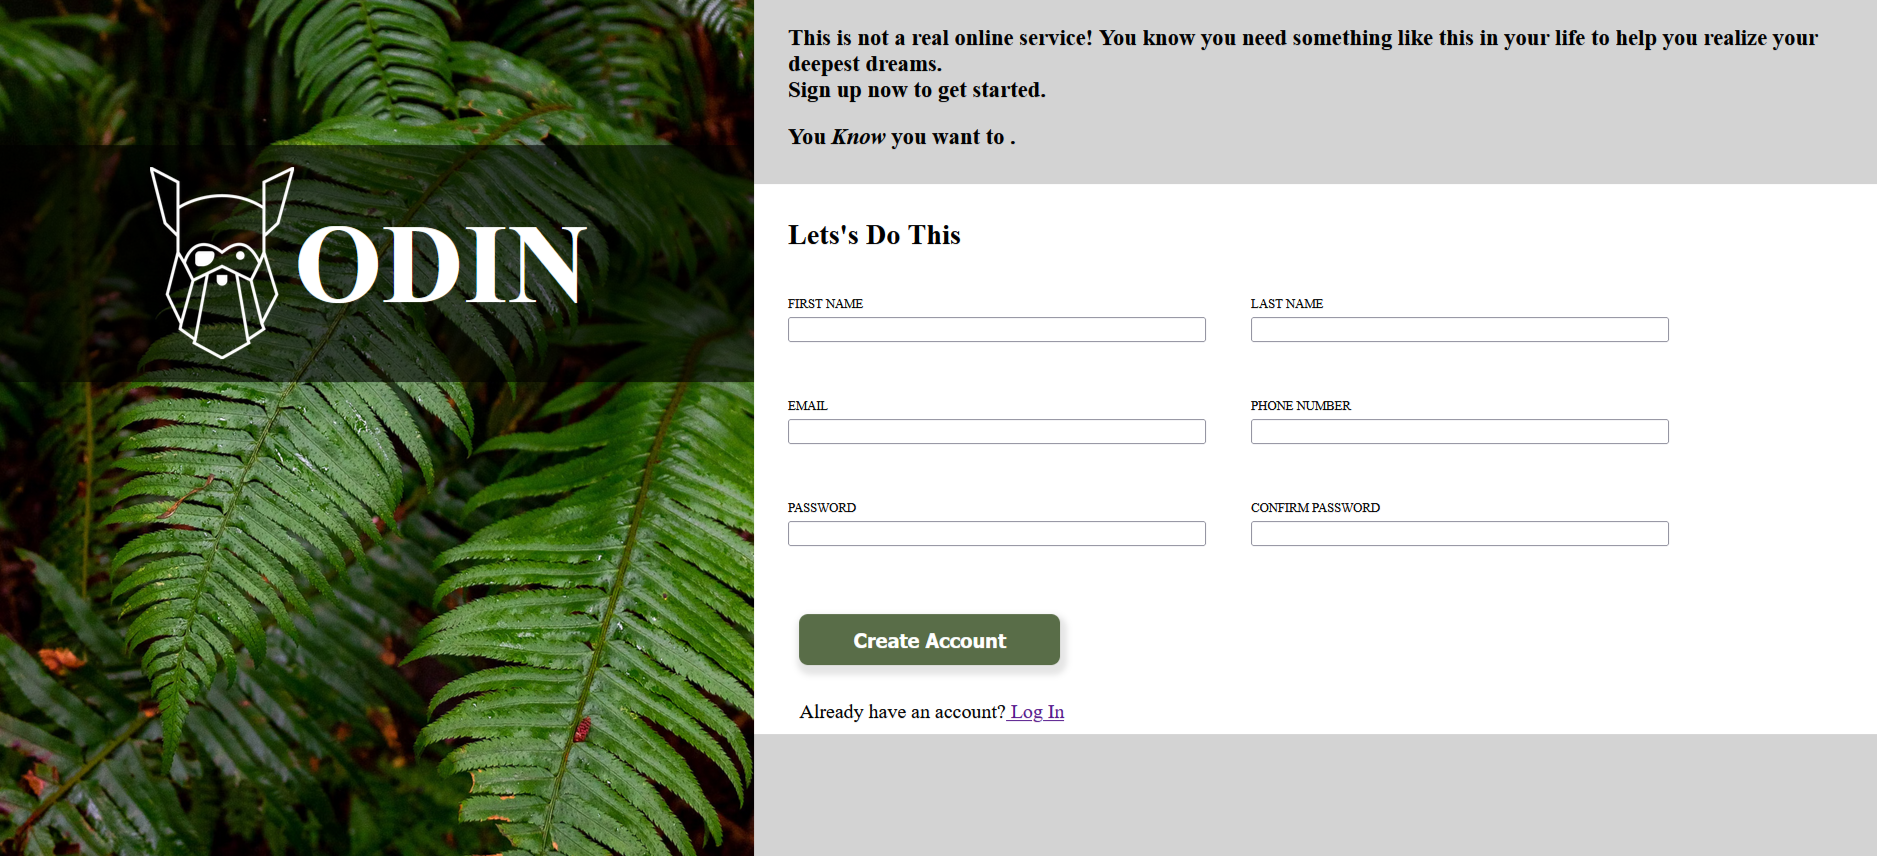 ODIN
This is not a real online service! You know you need something like this in your life to help you realize your
deepest dreams.
Sign up now to get started.
You Know you want to .
Lets's Do This
FIRST NAME
LAST NAME
EMAIL
PHONE NUMBER
PASSWORD
CONFIRM PASSWORD
Create Account
Already have an account? Log In